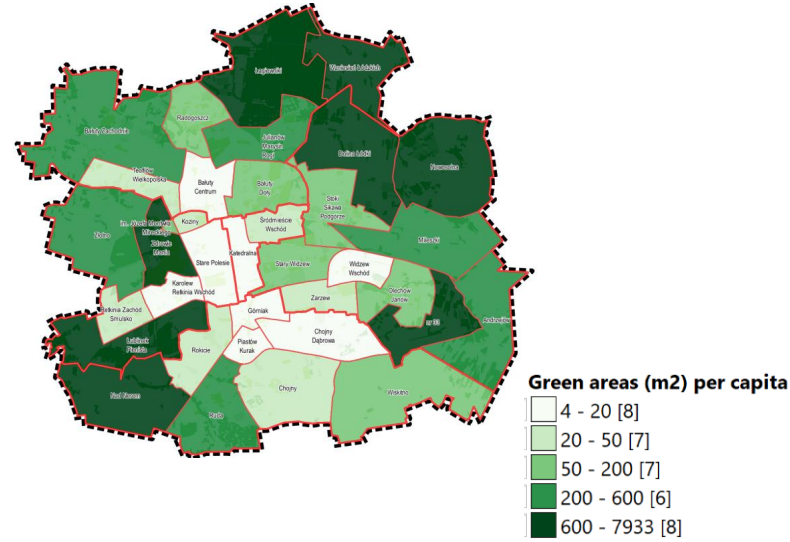 Łagiewniki
Wzniesień Łódzkich
Radogoszcz
Bałuty Zachodnie
Julianów
Marysin
Rogi
Dolina Łódki
Nowosolna
Teofilów
Wielkopolska
Bałuty
Centrum
Bałuty
Doły
Stoki
Sikawa
Podgórze
im. Józefa Montwiłła
Mireckiego
Koziny
Śródmieście
Wschód
Złotno
Zdrowie
Mania
Mileszki
Stare Polesie
Katedralna
Stary Widzew
Widzew
Wschód
Karolew
Retkinia Wschód
Olechów
Janów
Zarzew
Retkinia Zachód
Smulsko
Górniak
nr 33
Andrzejów
Chojny
Dąbrowa
Lublinek
Pienista
Rokicie
Piastów
Kurak
Nad Nerem
Chojny
Wiskitno
Ruda
Green areas (m2) per capita
4 - 20 [8]
20 - 50 [7]
50 - 200 [7]
200 - 600 [6]
600 - 7933 [8]